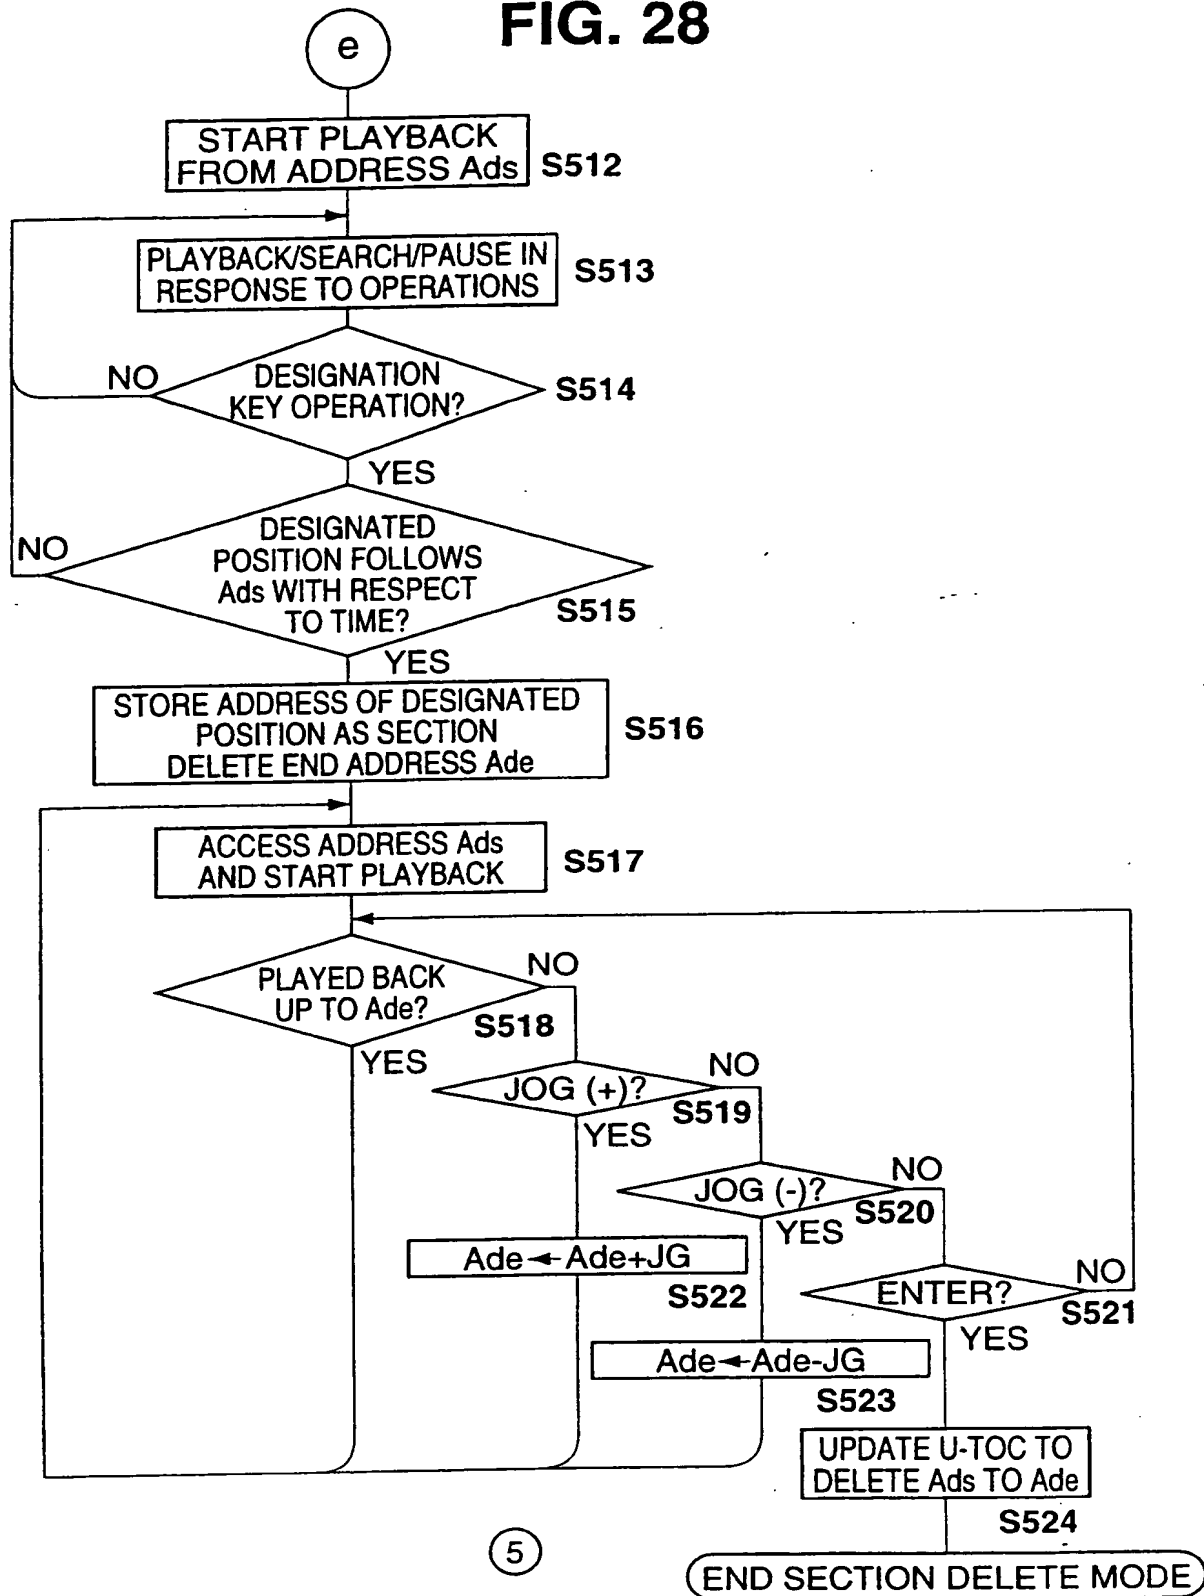 FIG. 28
e
START PLAYBACK
FROM ADDRESS Ads
S512
PLAYBACK/SEARCH/PAUSE IN
RESPONSE TO OPERATIONS
S513
NO
DESIGNATION
KEY OPERATION?
S514
YES
NO
DESIGNATED
POSITION FOLLOWS
Ads WITH RESPECT
TO TIME?
S515
YES
STORE ADDRESS OF DESIGNATED
POSITION AS SECTION
DELETE END ADDRESS Ade
S516
ACCESS ADDRESS Ads
AND START PLAYBACK
S517
PLAYED BACK
UP TO Ade?
NO
S518
YES
JOG (+)?
NO
S519
YES
JOG (-)?
NO
S520
YES
Ade←Ade+JG
S522
ENTER?
NO
S521
YES
Ade←Ade-JG
S523
UPDATE U-TOC TO
DELETE Ads TO Ade
S524
5
END SECTION DELETE MODE